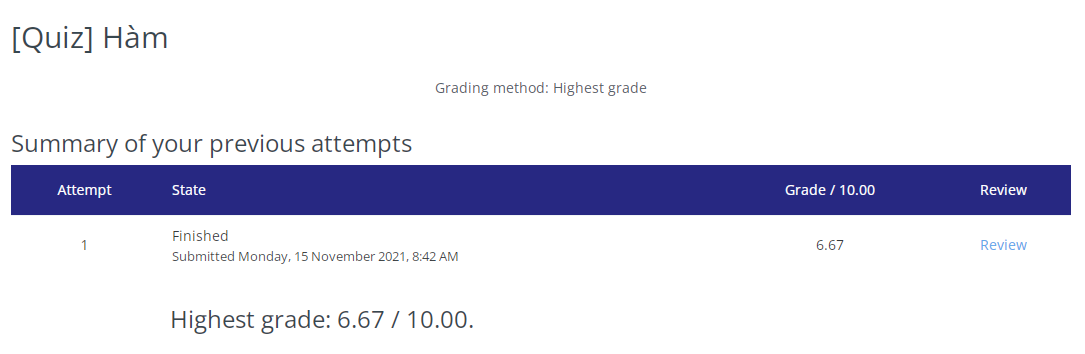 [Quiz] Hàm
Grading method: Highest grade
Summary of your previous attempts
Attempt State Grade / 10.00 Review
1 Finished 6.67 Review
Submitted Monday, 15 November 2021, 8:42 AM
Highest grade: 6.67 / 10.00.